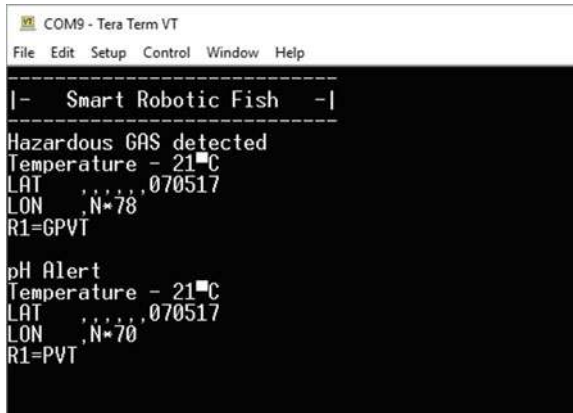 COM9 - Tera Term VT
File Edit Setup Control Window Help
------------------------------
|-   Smart Robotic Fish   -|
------------------------------
Hazardous GAS detected
Temperature - 21▀C
LAT   ,,,,,,070517
LON   ,N*78
R1=GPVT
pH Alert
Temperature - 21▀C
LAT   ,,,,,,070517
LON   ,N*70
R1=PVT